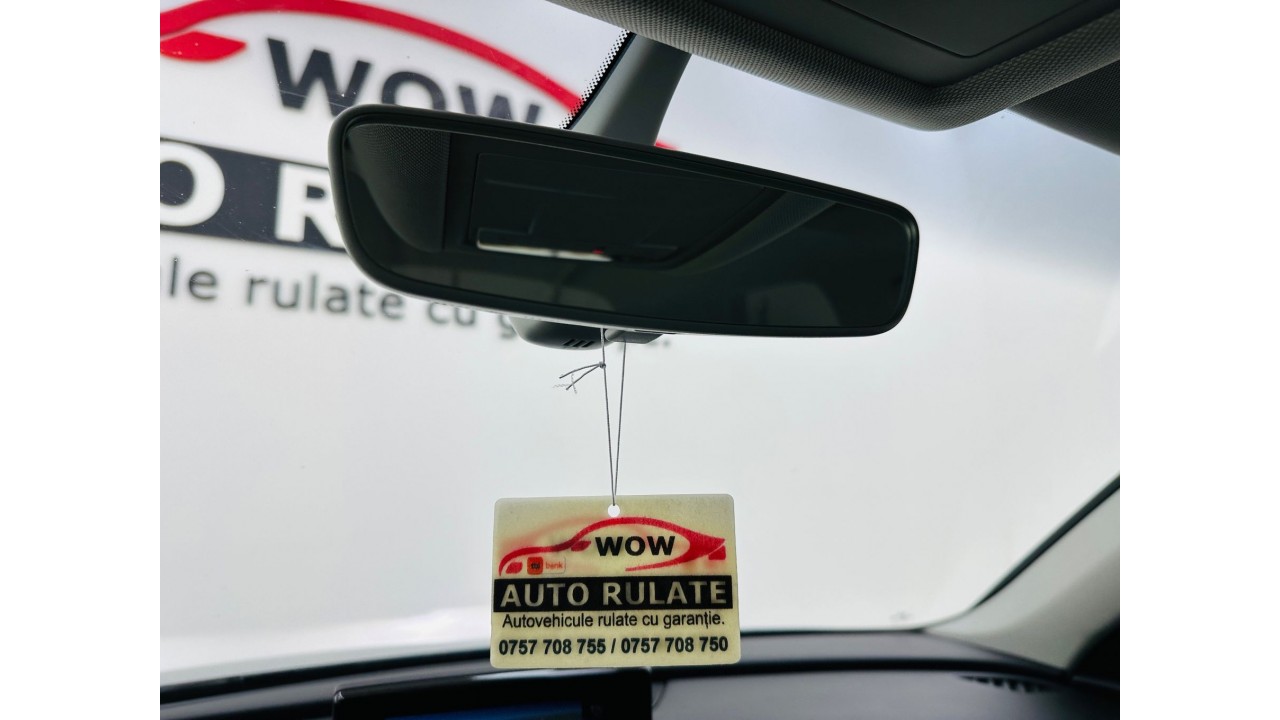 WOW
O R
le rulate cu g
WOW
bank
AUTO RULATE
Autovehicule rulate cu garanție.
0757 708 755 / 0757 708 750